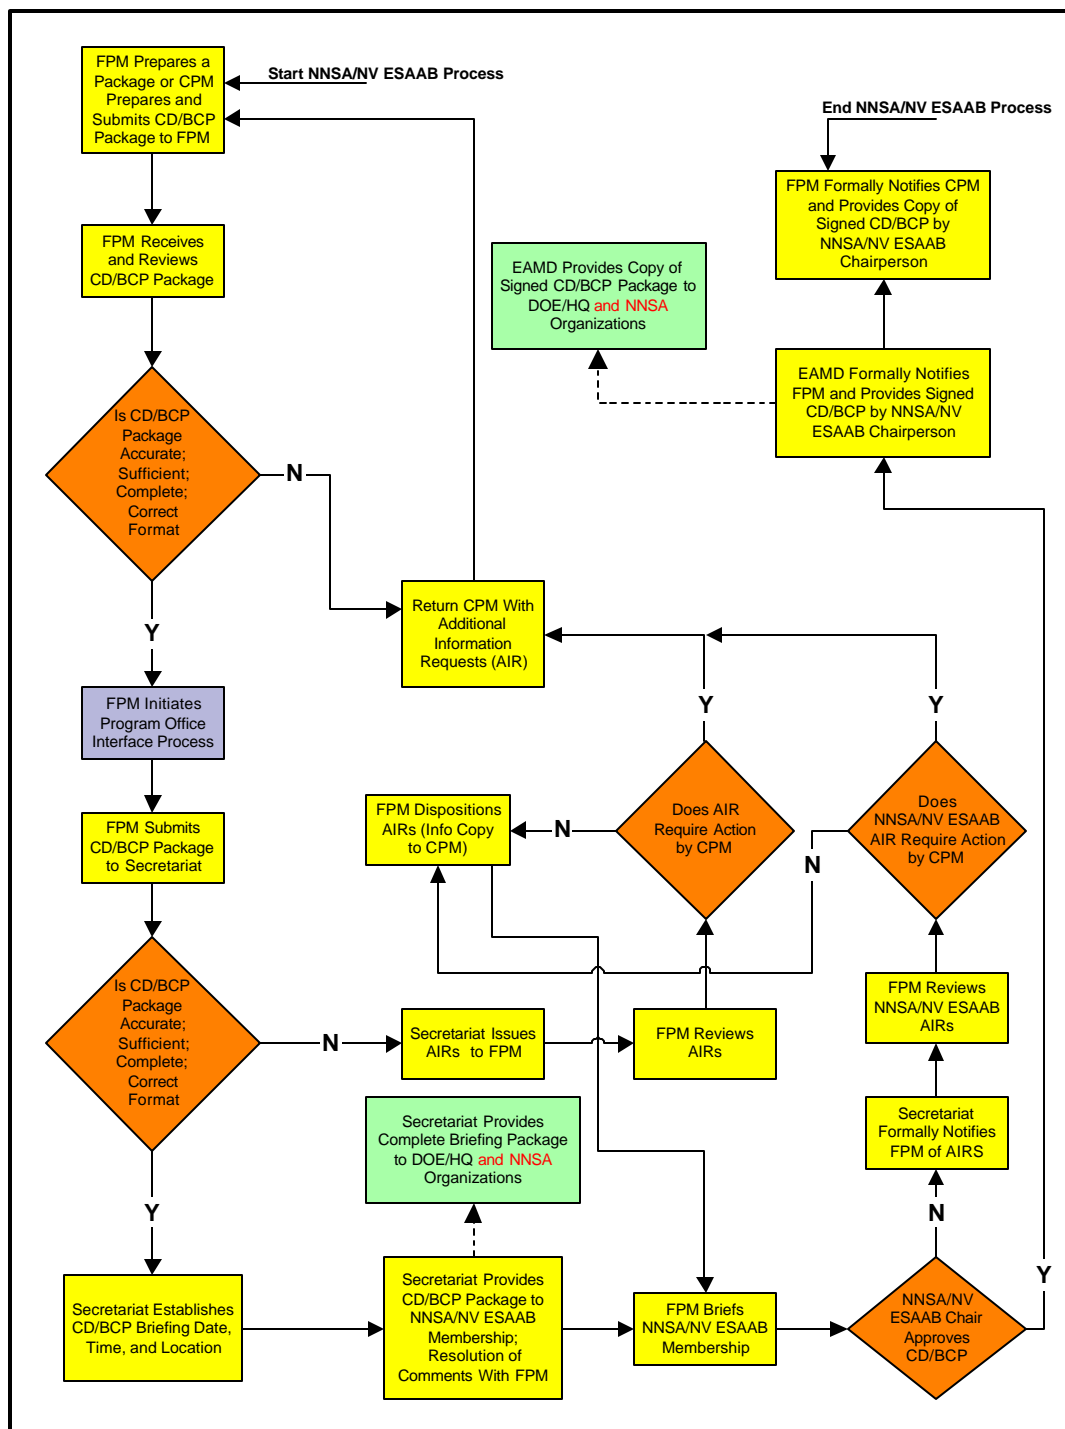 FPM Prepares a
Package or CPM
Prepares and
Submits CD/BCP
Package to FPM
Start NNSA/NV ESAAB Process
End NNSA/NV ESAAB Process
FPM Formally Notifies CPM
and Provides Copy of
Signed CD/BCP by
NNSA/NV ESAAB
Chairperson
FPM Receives
and Reviews
CD/BCP Package
EAMD Provides Copy of
Signed CD/BCP Package to
DOE/HQ and NNSA
Organizations
EAMD Formally Notifies
FPM and Provides Signed
CD/BCP by NNSA/NV
ESAAB Chairperson
Is CD/BCP
Package
Accurate;
Sufficient;
Complete;
Correct
Format
N
Y
Return CPM With
Additional
Information
Requests (AIR)
FPM Initiates
Program Office
Interface Process
Y
Y
FPM Submits
CD/BCP Package
to Secretariat
FPM Dispositions
AIRs (Info Copy
to CPM)
N
Does AIR
Require Action
by CPM
Does
NNSA/NV ESAAB
AIR Require Action
by CPM
N
Is CD/BCP
Package
Accurate;
Sufficient;
Complete;
Correct
Format
N
Secretariat Issues
AIRs to FPM
FPM Reviews
AIRs
FPM Reviews
NNSA/NV ESAAB
AIRs
Secretariat Provides
Complete Briefing Package
to DOE/HQ and NNSA
Organizations
Secretariat
Formally Notifies
FPM of AIRS
Y
N
Y
Secretariat Establishes
CD/BCP Briefing Date,
Time, and Location
Secretariat Provides
CD/BCP Package to
NNSA/NV ESAAB
Membership;
Resolution of
Comments With FPM
FPM Briefs
NNSA/NV ESAAB
Membership
NNSA/NV
ESAAB Chair
Approves
CD/BCP